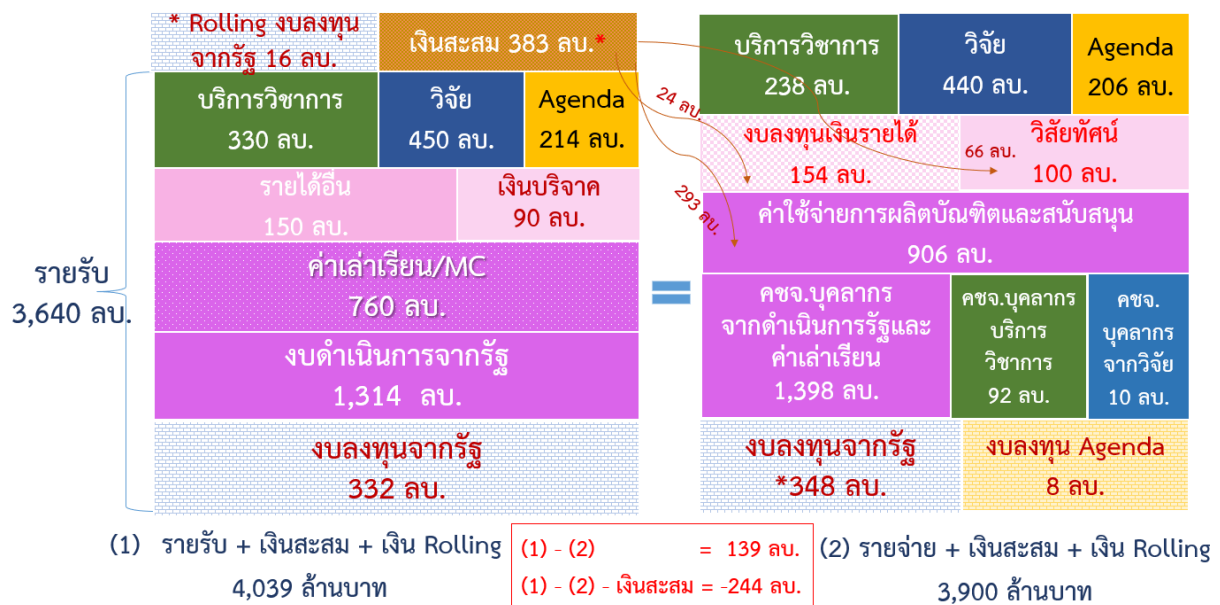 * Rolling งบลงทุน
จากรัฐ 16 ลบ.
เงินสะสม 383 ลบ.*
บริการวิชาการ
330 ลบ.
วิจัย
450 ลบ.
Agenda
214 ลบ.
รายได้อื่น
150 ลบ.
เงินบริจาค
90 ลบ.
ค่าเล่าเรียน/MC
760 ลบ.
งบดำเนินการจากรัฐ
1,314 ลบ.
งบลงทุนจากรัฐ
332 ลบ.
รายรับ
3,640 ลบ.
=
บริการวิชาการ
238 ลบ.
วิจัย
440 ลบ.
Agenda
206 ลบ.
24 ลบ.
งบลงทุนเงินรายได้
154 ลบ.
66 ลบ.
วิสัยทัศน์
100 ลบ.
293 ลบ.
ค่าใช้จ่ายการผลิตบัณฑิตและสนับสนุน
906 ลบ.
คชจ.บุคลากร
จากดำเนินการรัฐและ
ค่าเล่าเรียน
1,398 ลบ.
คชจ.บุคลากร
บริการ
วิชาการ
92 ลบ.
คชจ.
บุคลากร
จากวิจัย
10 ลบ.
งบลงทุนจากรัฐ
*348 ลบ.
งบลงทุน Agenda
8 ลบ.
(1) รายรับ + เงินสะสม + เงิน Rolling
4,039 ล้านบาท
(1) - (2) = 139 ลบ.
(1) - (2) - เงินสะสม = -244 ลบ.
(2) รายจ่าย + เงินสะสม + เงิน Rolling
3,900 ล้านบาท